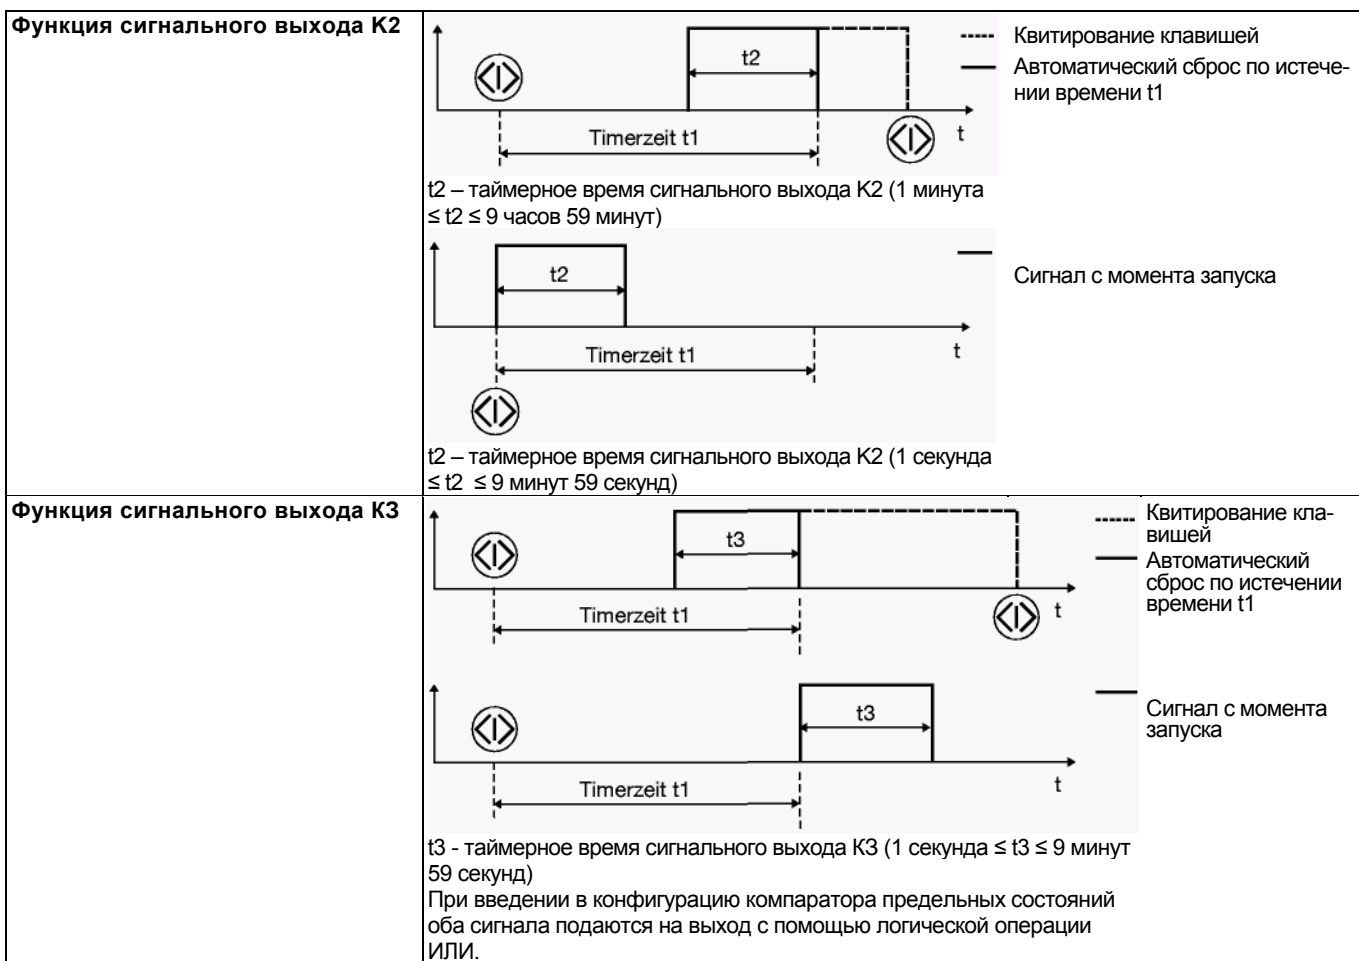 Функция сигнального выхода K2
t2
Timerzeit t1
t
Квитирование клавишей
Автоматический сброс по истече-
нии времени t1
t2 – таймерное время сигнального выхода K2 (1 минута
≤ t2 ≤ 9 часов 59 минут)
t2
Timerzeit t1
t
Сигнал с момента запуска
t2 – таймерное время сигнального выхода K2 (1 секунда
≤ t2 ≤ 9 минут 59 секунд)
Функция сигнального выхода К3
t3
Timerzeit t1
t
Квитирование кла-
вишей
Автоматический
сброс по истечении
времени t1
t3
Timerzeit t1
t
Сигнал с момента
запуска
t3 - таймерное время сигнального выхода К3 (1 секунда ≤ t3 ≤ 9 минут
59 секунд)
При введении в конфигурацию компаратора предельных состояний
оба сигнала подаются на выход с помощью логической операции
ИЛИ.